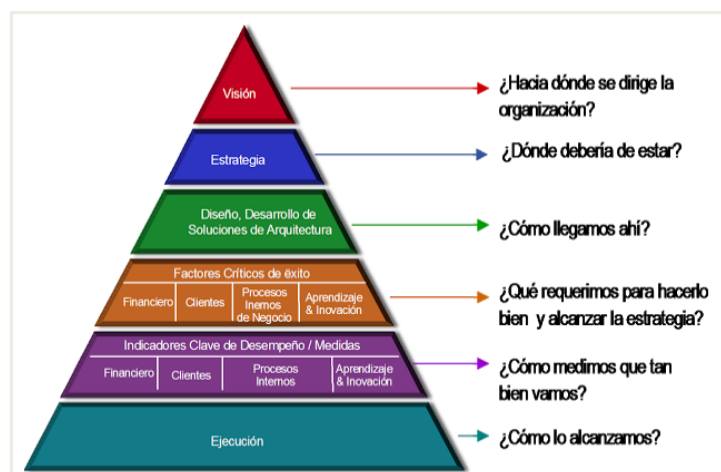 Visión
¿Hacia dónde se dirige la
organización?
Estrategia
¿Dónde debería de estar?
Diseño, Desarrollo de
Soluciones de Arquitectura
¿Cómo llegamos ahí?
Factores Críticos de ëxito
Financiero
Clientes
Procesos
Inernos
de Negocio
Aprendizaje
& Inovación
¿Qué requerimos para hacerlo
bien y alcanzar la estrategia?
Indicadores Clave de Desempeño / Medidas
Financiero
Clientes
Procesos
Internos
Aprendizaje
& Inovación
¿Cómo medimos que tan
bien vamos?
Ejecución
¿Cómo lo alcanzamos?